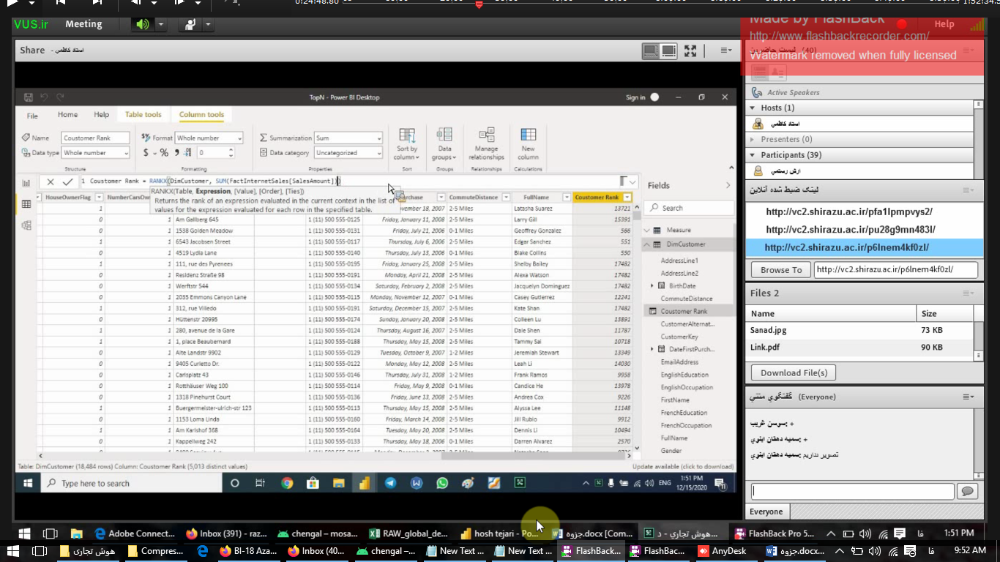 0:24:48.80
1:52:34.5
VUS.ir Meeting Help
Made by FlashBack
http://www.flashbackrecorder.com/
Watermark removed when fully licensed
Share استاد کاظمی -
لیست حاضرین (40)
Active Speakers
Hosts (1)
استاد کاظمی
Presenters (0)
Participants (39)
ارش رستمي
لینک ضبط شده آنلاین
http://vc2.shirazu.ac.ir/pfa1lpmpvys2/
http://vc2.shirazu.ac.ir/pu28g9mn483l/
http://vc2.shirazu.ac.ir/p6lnem4kf0zl/
Browse To http://vc2.shirazu.ac.ir/p6lnem4kf0zl/
Files 2
Name Size
Sanad.jpg 73 KB
Link.pdf 90 KB
Download File(s)
گفتگوي متني (Everyone)
سوسن غريب: +
سميه دهقان ابنوي: +
سميه دهقان ابنوي: تصویر نداریم
Everyone
TopN - Power BI Desktop Sign in
File Home Help Table tools Column tools
Name Coustomer Rank Format Whole number Summarization Sum
Data type Whole number $ % 0 Data category Uncategorized
Sort by column Data groups Manage relationships New column
Structure Formatting Properties Sort Groups Relationships Calculations
1 Coustomer Rank = RANKX(DimCustomer, SUM(FactInternetSales[SalesAmount]))
RANKX(Table, Expression, [Value], [Order], [Ties])
Returns the rank of an expression evaluated in the current context in the list of
values for the expression evaluated for each row in the specified table.
HouseOwnerFlag NumberCarsOw urchase CommuteDistance FullName Coustomer Rank
1 vember 18, 2007 2-5 Miles Latasha Suarez 13721
0 1 Am Gallberg 645 1 (11) 500 555-0125 Friday, January 11, 2008 2-5 Miles Larry Gill 15391
0 1 1538 Golden Meadow 1 (11) 500 555-0131 Friday, July 21, 2006 0-1 Miles Geoffrey Gonzalez 566
1 1 6543 Jacobsen Street 1 (11) 500 555-0117 Thursday, July 6, 2006 2-5 Miles Edgar Sanchez 551
0 1 4519 Lydia Lane 1 (11) 500 555-0140 Thursday, July 13, 2006 0-1 Miles Blake Collins 550
1 1 111, rue des Pyrenees 1 (11) 500 555-0195 Friday, January 25, 2008 2-5 Miles Shelby Bailey 17482
0 1 Residenz Straße 98 1 (11) 500 555-0191 Monday, April 21, 2008 2-5 Miles Alexa Watson 17482
0 1 Werftstr 544 1 (11) 500 555-0134 Saturday, February 2, 2008 2-5 Miles Jacquelyn Dominguez 17482
0 1 2035 Emmons Canyon Lane 1 (11) 500 555-0115 Monday, November 12, 2007 0-1 Miles Casey Gutierrez 12241
1 1 312, rue Villedo 1 (11) 500 555-0191 Saturday, December 15, 2007 2-5 Miles Kate Shan 17482
0 1 Hüttenstr 20995 1 (11) 500 555-0174 Sunday, January 20, 2008 2-5 Miles Colleen Lu 13891
1 1 280, avenue de la Gare 1 (11) 500 555-0124 Thursday, August 16, 2007 2-5 Miles Dale Shen 11787
1 1 1, place Beaubernard 1 (11) 500 555-0188 Thursday, May 15, 2008 2-5 Miles Tammy Sai 10718
0 1 Alte Landstr 9902 1 (11) 500 555-0129 Tuesday, October 9, 2007 1-2 Miles Jeremiah Stewart 13349
0 1 9405 Curletto Dr. 1 (11) 500 555-0122 Monday, May 12, 2008 2-5 Miles Leah Li 14030
0 1 Carlsplatz 43 1 (11) 500 555-0146 Thursday, July 31, 2008 1-2 Miles Frank Ramos 9958
0 1 Rotthäuser Weg 100 1 (11) 500 555-0114 Friday, May 9, 2008 0-1 Miles Candice He 13978
0 1 1318 Pinehurst Court 1 (11) 500 555-0136 Friday, June 13, 2008 2-5 Miles Andrea Cox 9226
1 1 Buergermeister-ulrich-str 123 1 (11) 500 555-0113 Thursday, May 15, 2008 2-5 Miles Alyssa Lee 11148
0 1 1153 Loma Linda 1 (11) 500 555-0160 Friday, March 14, 2008 2-5 Miles Jill Rubio 9912
1 1 Am Karlshof 368 1 (11) 500 555-0164 Tuesday, May 20, 2008 2-5 Miles Dennis Li 10494
0 1 Kappellweg 242 1 (11) 500 555-0133 Thursday, May 18, 2006 0-1 Miles Darren Alvarez 2570
Fields
Search
Measure
DimCustomer
AddressLine1
AddressLine2
BirthDate
CommuteDistance
Coustomer Rank
CustomerAlternat...
CustomerKey
DateFirstPurch...
EmailAddress
EnglishEducation
EnglishOccupation
FirstName
FrenchEducation
FrenchOccupation
FullName
Gender
Table: DimCustomer (18,484 rows) Column: Coustomer Rank (5,013 distinct values) Update available (click to download)
Type here to search ENG 1:51 PM
12/15/2020
Adobe Connect... Inbox (391) - raz... chengal – mosa... RAW_global_de... hosh tejari - Po... جزوه.docx [Com... هوش تجاري - د... FlashBack Pro 5... فا 1:51 PM
هوش تجاری Compres... BI-18 Aza... Inbox (40... chengel –... New Text ... New Text ... FlashBack... FlashBac... AnyDesk جزوه.docx... فا 9:52 AM